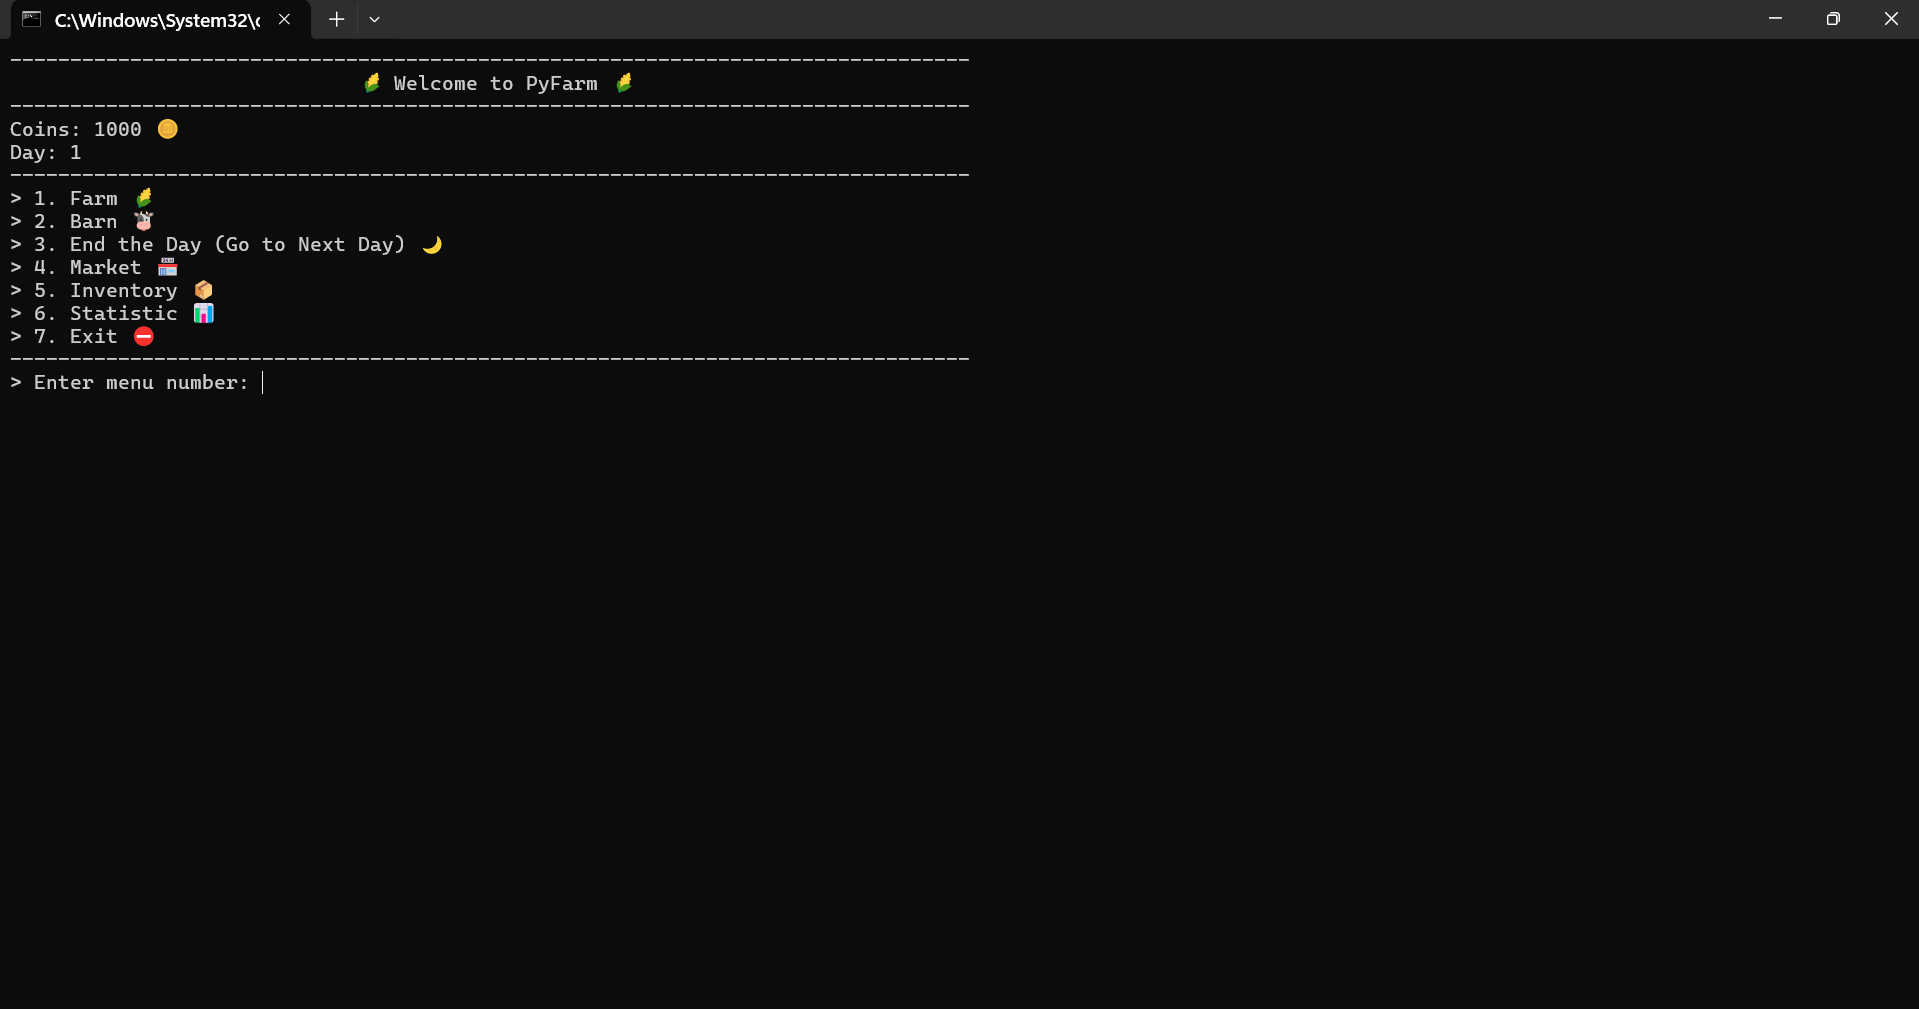 C:\Windows\System32\c
--------------------------------------------------------------------------------
🌽 Welcome to PyFarm 🌽
--------------------------------------------------------------------------------
Coins: 1000 🪙
Day: 1
--------------------------------------------------------------------------------
> 1. Farm 🌽
> 2. Barn 🐮
> 3. End the Day (Go to Next Day) 🌙
> 4. Market 🏪
> 5. Inventory 📦
> 6. Statistic 📊
> 7. Exit ⛔
--------------------------------------------------------------------------------
> Enter menu number: